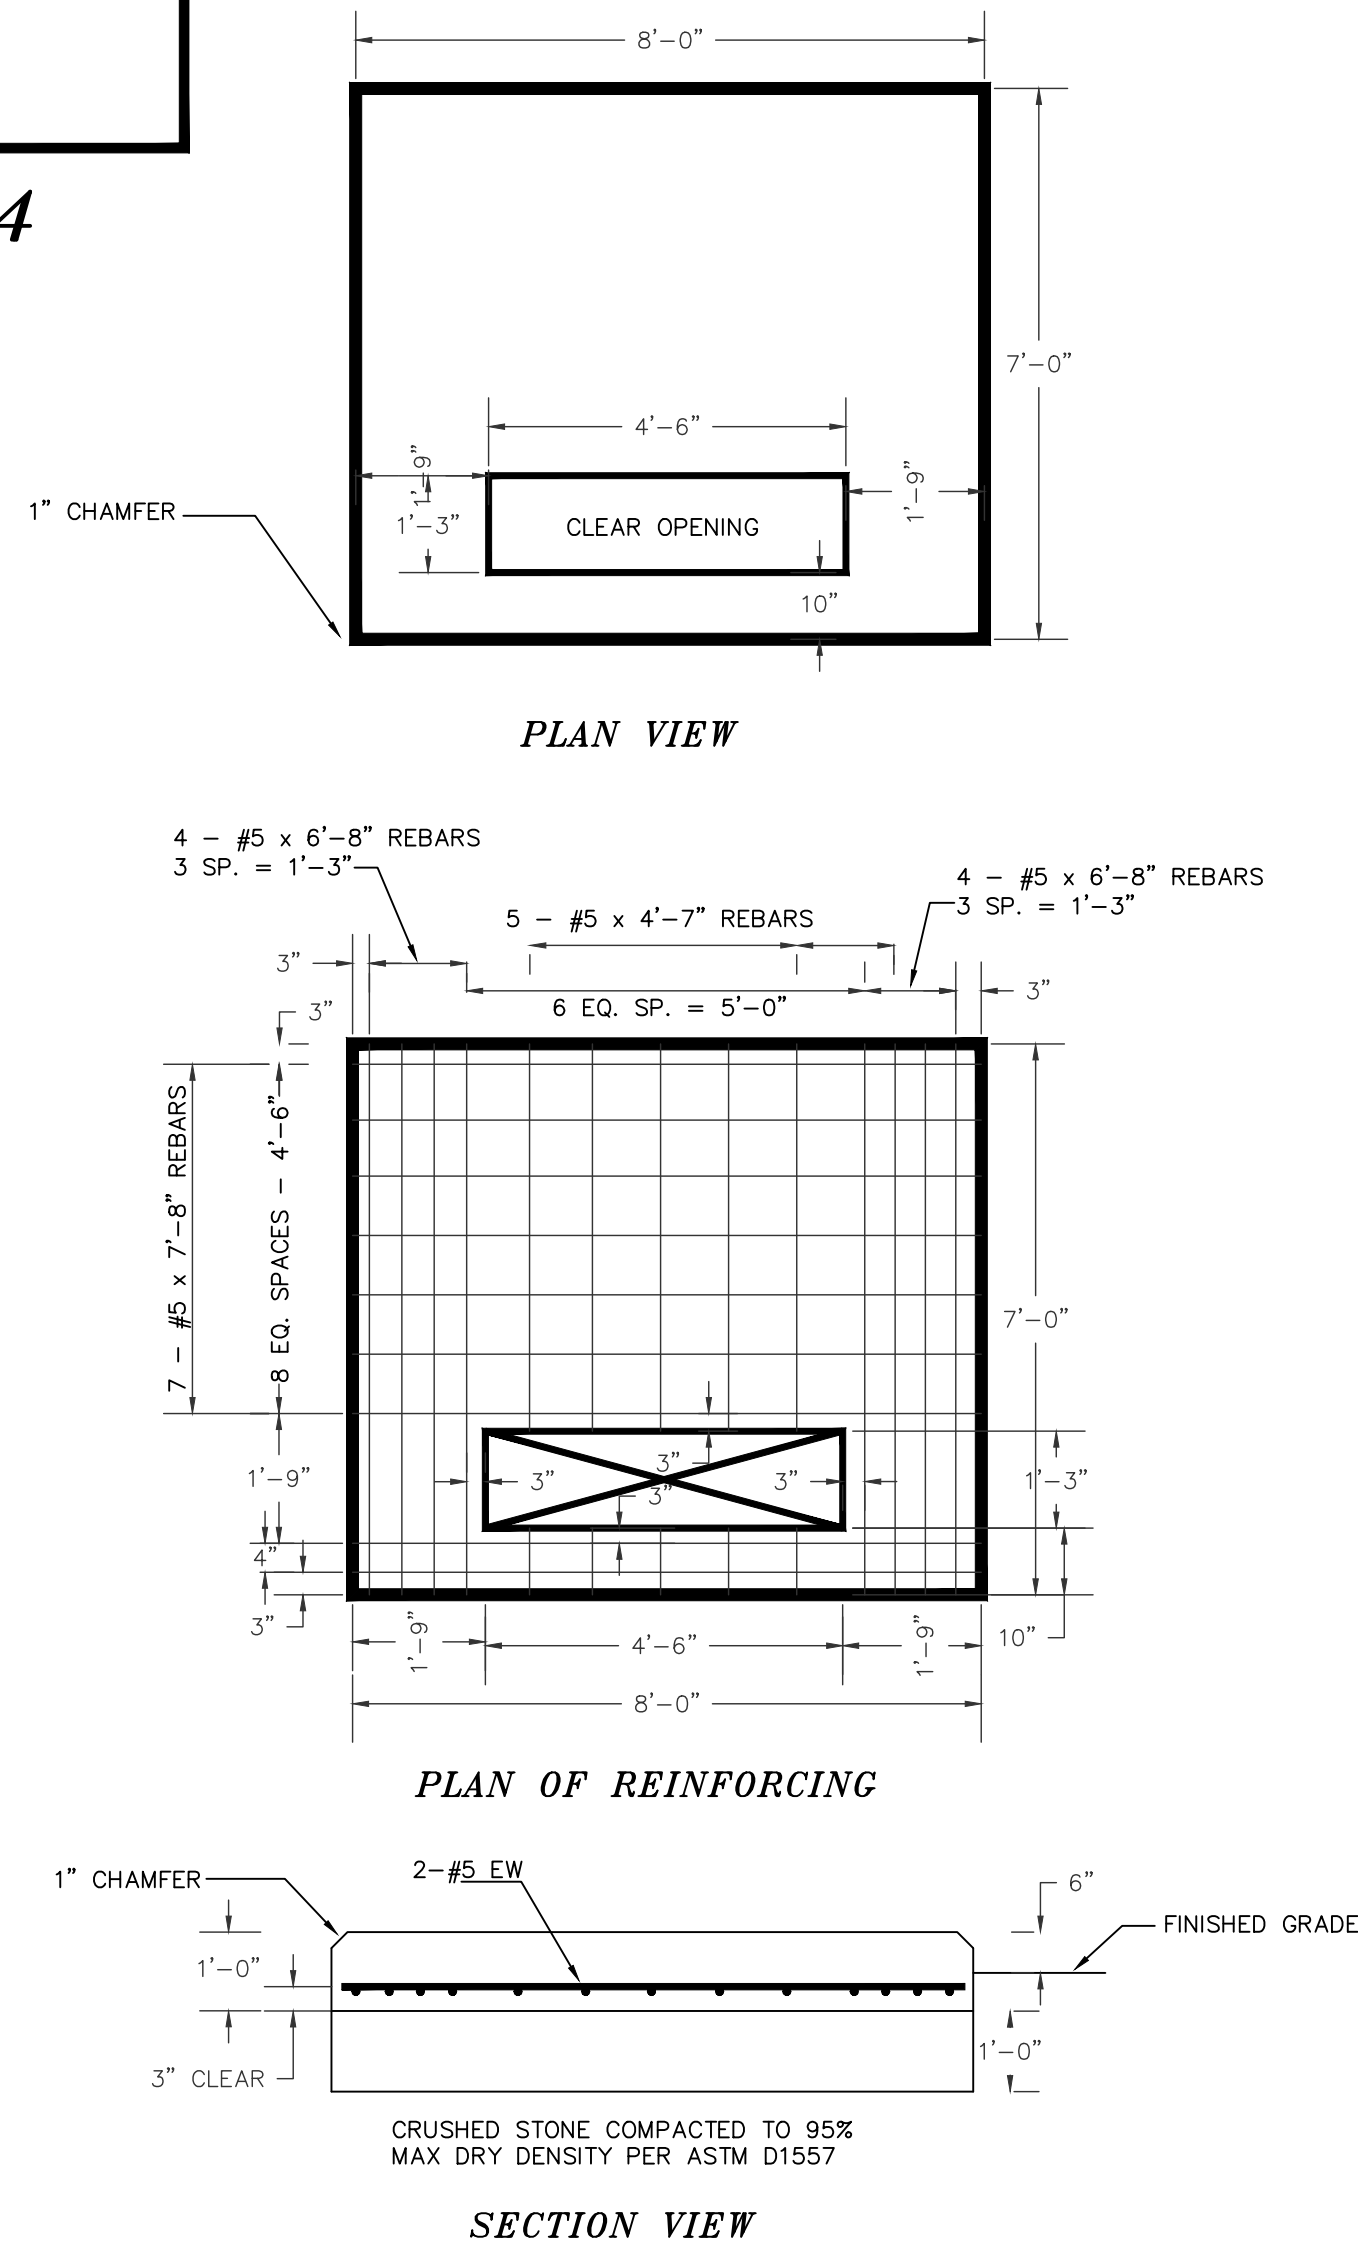 4
8'-0"
7'-0"
4'-6"
1'-9"
1'-9"
1'-3"
1" CHAMFER
CLEAR OPENING
10"
PLAN VIEW
4 - #5 x 6'-8" REBARS
3 SP. = 1'-3"
4 - #5 x 6'-8" REBARS
3 SP. = 1'-3"
5 - #5 x 4'-7" REBARS
3"
3"
6 EQ. SP. = 5'-0"
3"
7 - #5 x 7'-8" REBARS
8 EQ. SPACES - 4'-6"
7'-0"
3"
1'-9"
3"
3"
3"
1'-3"
4"
3"
1'-9"
4'-6"
1'-9"
10"
8'-0"
PLAN OF REINFORCING
1" CHAMFER
2-#5 EW
6"
FINISHED GRADE
1'-0"
1'-0"
3" CLEAR
CRUSHED STONE COMPACTED TO 95%
MAX DRY DENSITY PER ASTM D1557
SECTION VIEW